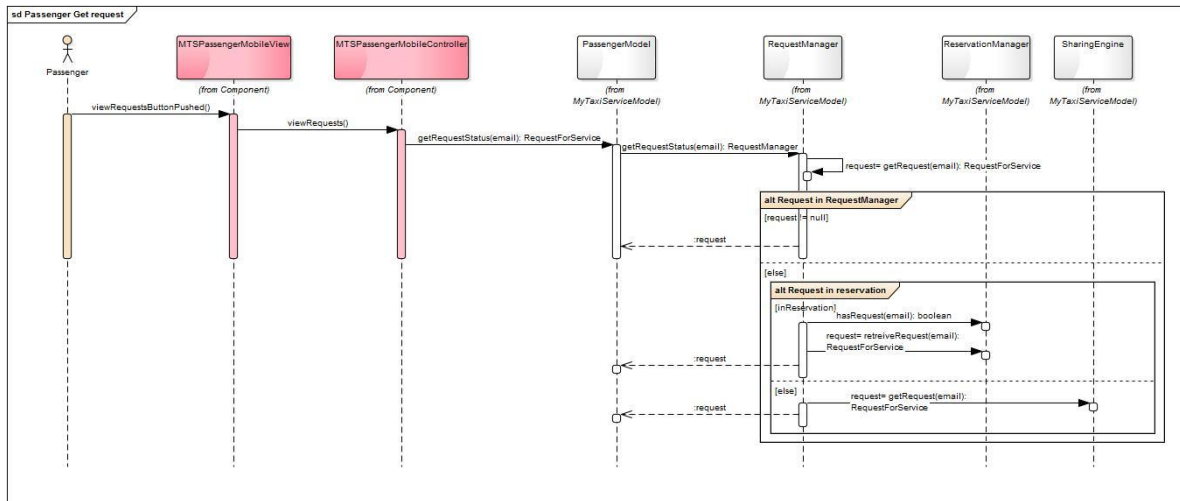 sd Passenger Get request
Passenger
MTSPassengerMobileView
(from Component)
MTSPassengerMobileController
(from Component)
PassengerModel
(from
MyTaxiServiceModel)
RequestManager
(from
MyTaxiServiceModel)
ReservationManager
(from
MyTaxiServiceModel)
SharingEngine
(from
MyTaxiServiceModel)
viewRequestsButtonPushed()
viewRequests()
getRequestStatus(email): RequestForService
getRequestStatus(email): RequestManager
request= getRequest(email): RequestForService
alt Request in RequestManager
[request != null]
:request
[else]
alt Request in reservation
[inReservation]
hasRequest(email): boolean
request= retreiveRequest(email):
RequestForService
:request
[else]
request= getRequest(email):
RequestForService
:request